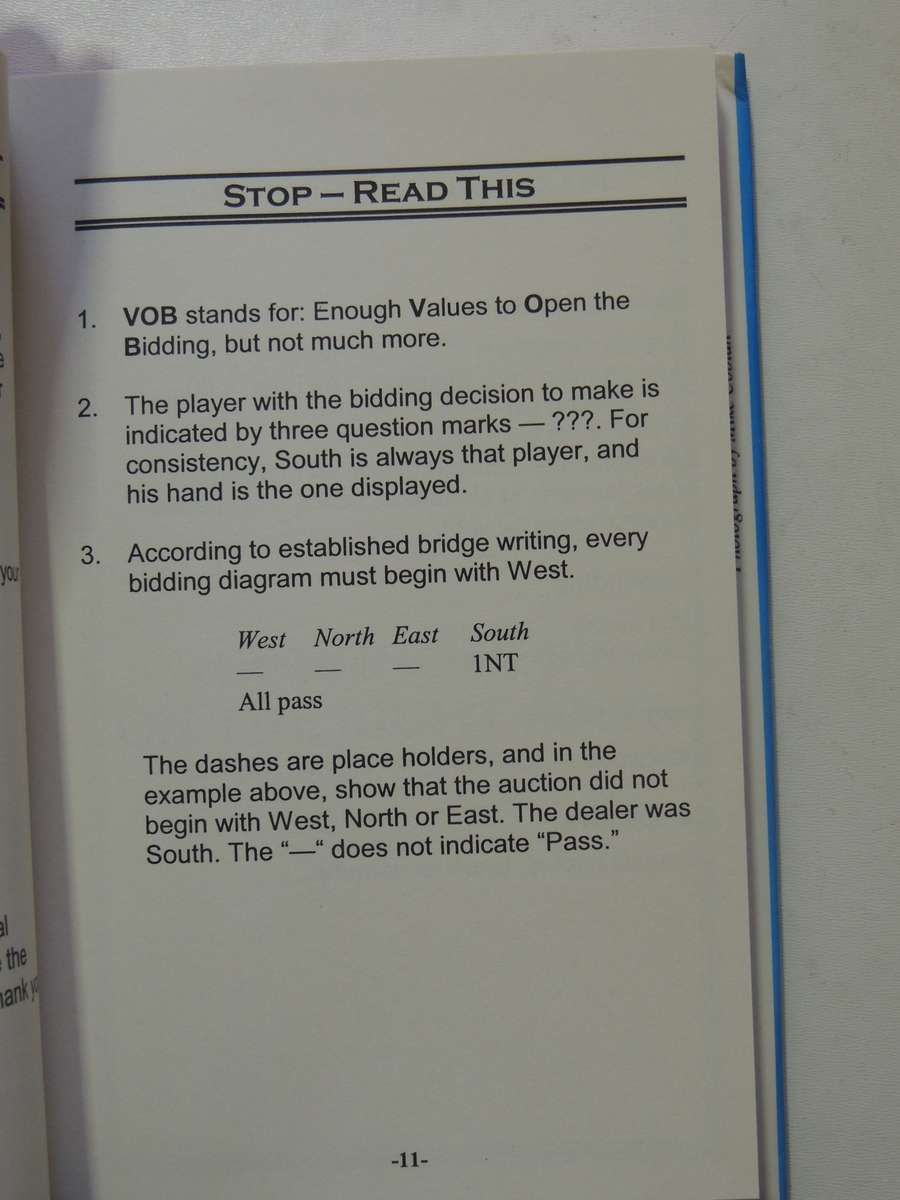 STOP — READ THIS
1. VOB stands for: Enough Values to Open the
Bidding, but not much more.
2. The player with the bidding decision to make is
indicated by three question marks — ???. For
consistency, South is always that player, and
his hand is the one displayed.
3. According to established bridge writing, every
bidding diagram must begin with West.
West North East South
— — — 1NT
All pass
The dashes are place holders, and in the
example above, show that the auction did not
begin with West, North or East. The dealer was
South. The “—“ does not indicate “Pass.”
-11-
your
the
Photograph by